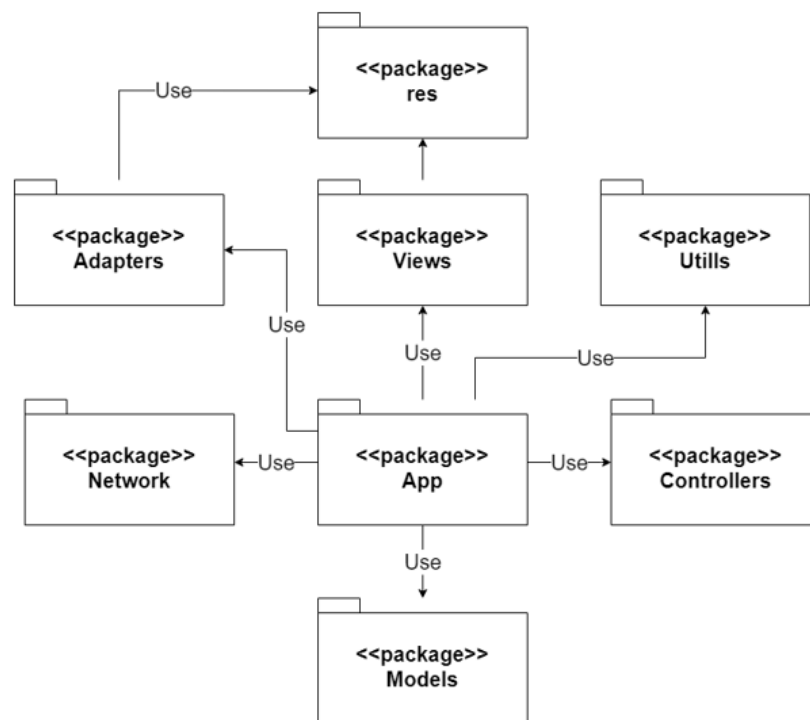 <<package>>
res
Use
<<package>>
Adapters
<<package>>
Views
<<package>>
Utills
Use
Use
Use
<<package>>
Network
Use
<<package>>
App
Use
<<package>>
Controllers
Use
<<package>>
Models